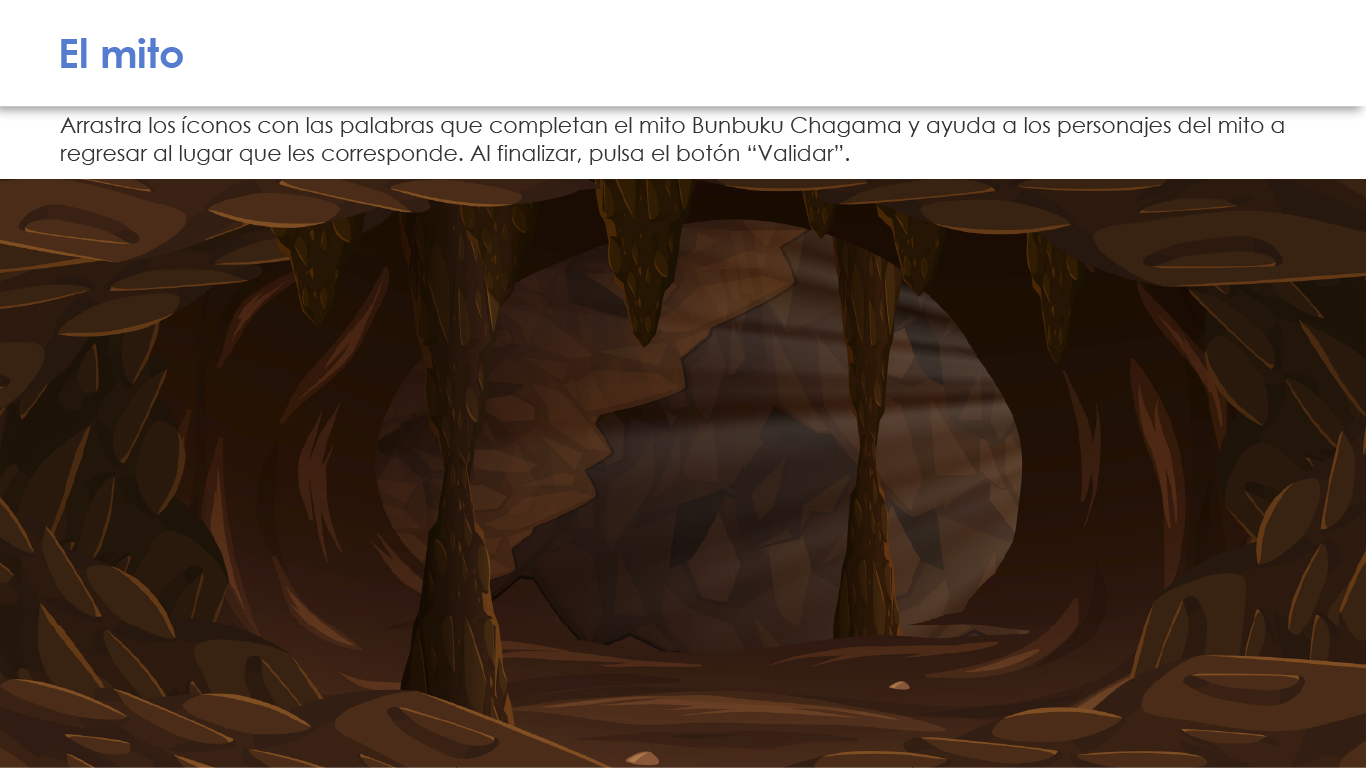 El mito
Arrastra los íconos con las palabras que completan el mito Bunbuku Chagama y ayuda a los personajes del mito a
regresar al lugar que les corresponde. Al finalizar, pulsa el botón “Validar”.